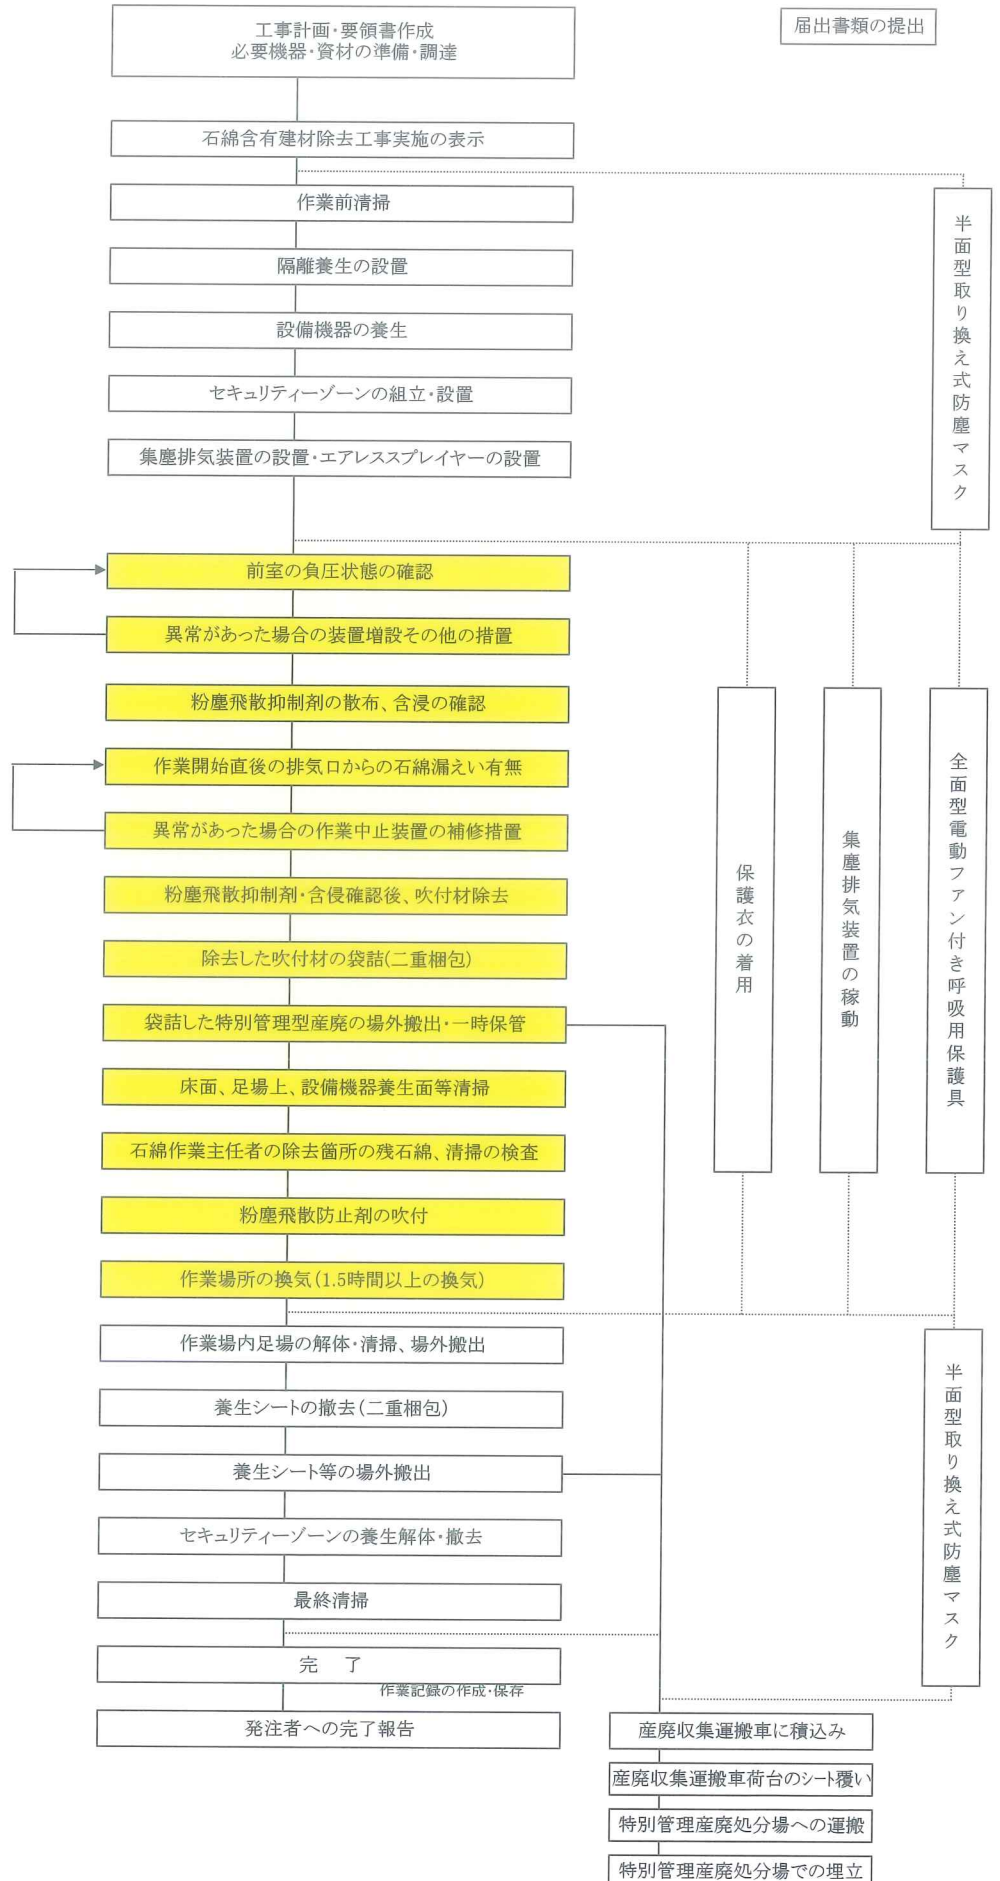 工事計画・要領書作成
必要機器・資材の準備・調達
届出書類の提出
石綿含有建材除去工事実施の表示
作業前清掃
隔離養生の設置
設備機器の養生
セキュリティーゾーンの組立・設置
集塵排気装置の設置・エアレススプレイヤーの設置
半面型取り換え式防塵マスク
前室の負圧状態の確認
異常があった場合の装置増設その他の措置
粉塵飛散抑制剤の散布、含浸の確認
作業開始直後の排気口からの石綿漏えい有無
異常があった場合の作業中止装置の補修措置
粉塵飛散抑制剤・含侵確認後、吹付材除去
除去した吹付材の袋詰(二重梱包)
袋詰した特別管理型産廃の場外搬出・一時保管
床面、足場上、設備機器養生面等清掃
石綿作業主任者の除去箇所の残石綿、清掃の検査
粉塵飛散防止剤の吹付
作業場所の換気(1.5時間以上の換気)
保護衣の着用
集塵排気装置の稼動
全面型電動ファン付き呼吸用保護具
作業場内足場の解体・清掃、場外搬出
養生シートの撤去(二重梱包)
養生シート等の場外搬出
セキュリティーゾーンの養生解体・撤去
最終清掃
半面型取り換え式防塵マスク
完 了
作業記録の作成・保存
発注者への完了報告
産廃収集運搬車に積込み
産廃収集運搬車荷台のシート覆い
特別管理産廃処分場への運搬
特別管理産廃処分場での埋立